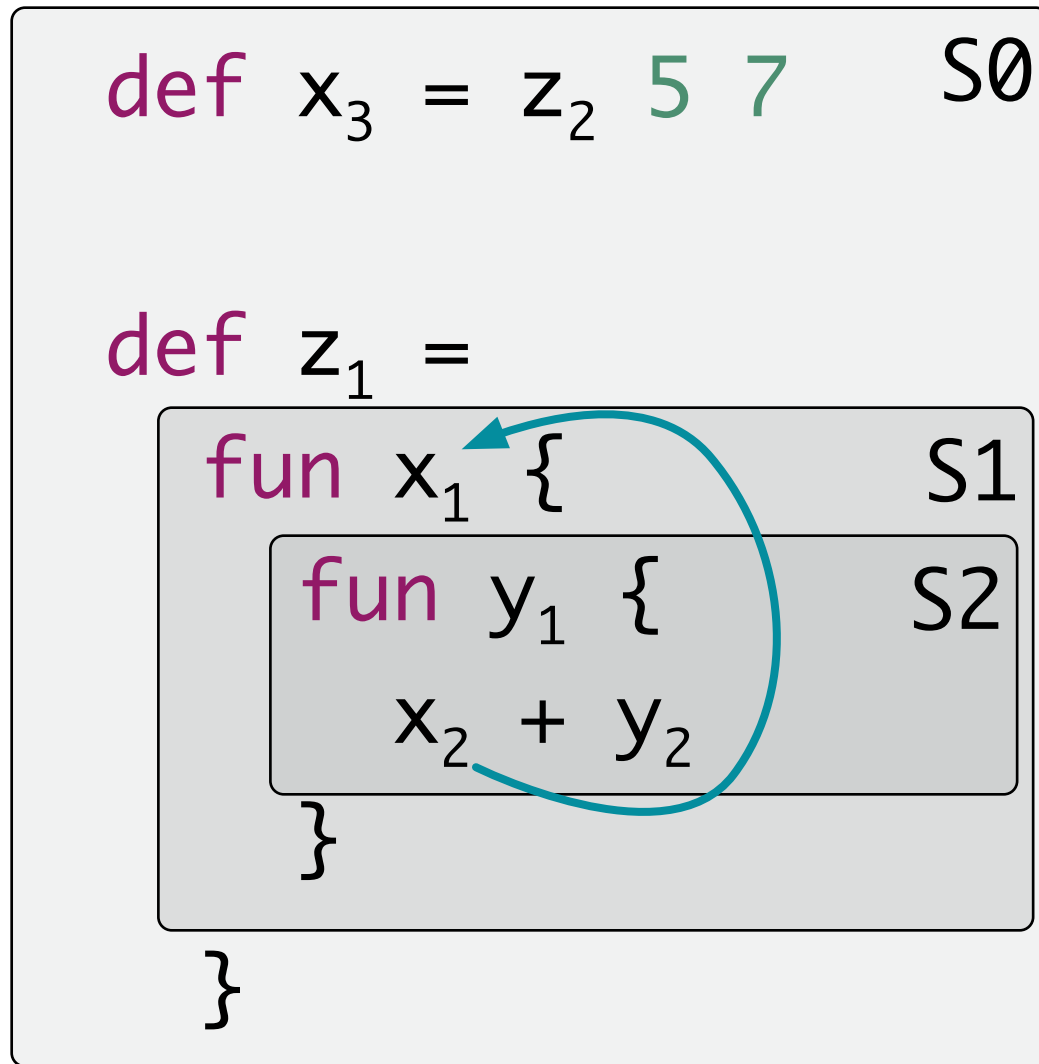 def x₃ = z₂ 5 7 S0
def z₁ =
fun x₁ { S1
fun y₁ { S2
x₂ + y₂
}
}